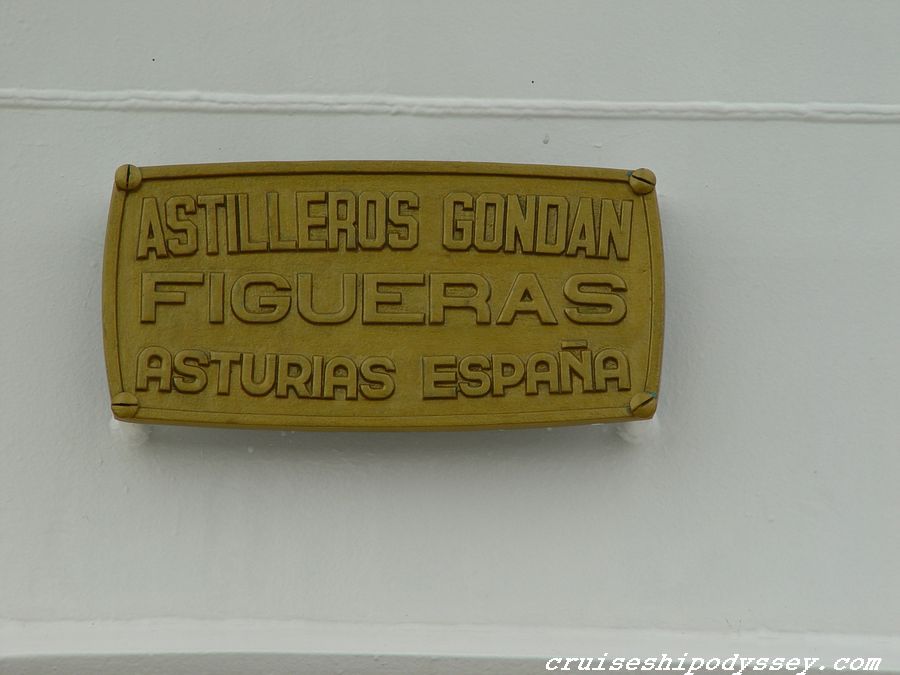 ASTILLEROS GONDAN
FIGUERAS
ASTURIAS ESPAÑA
cruiseshipodyssey.com